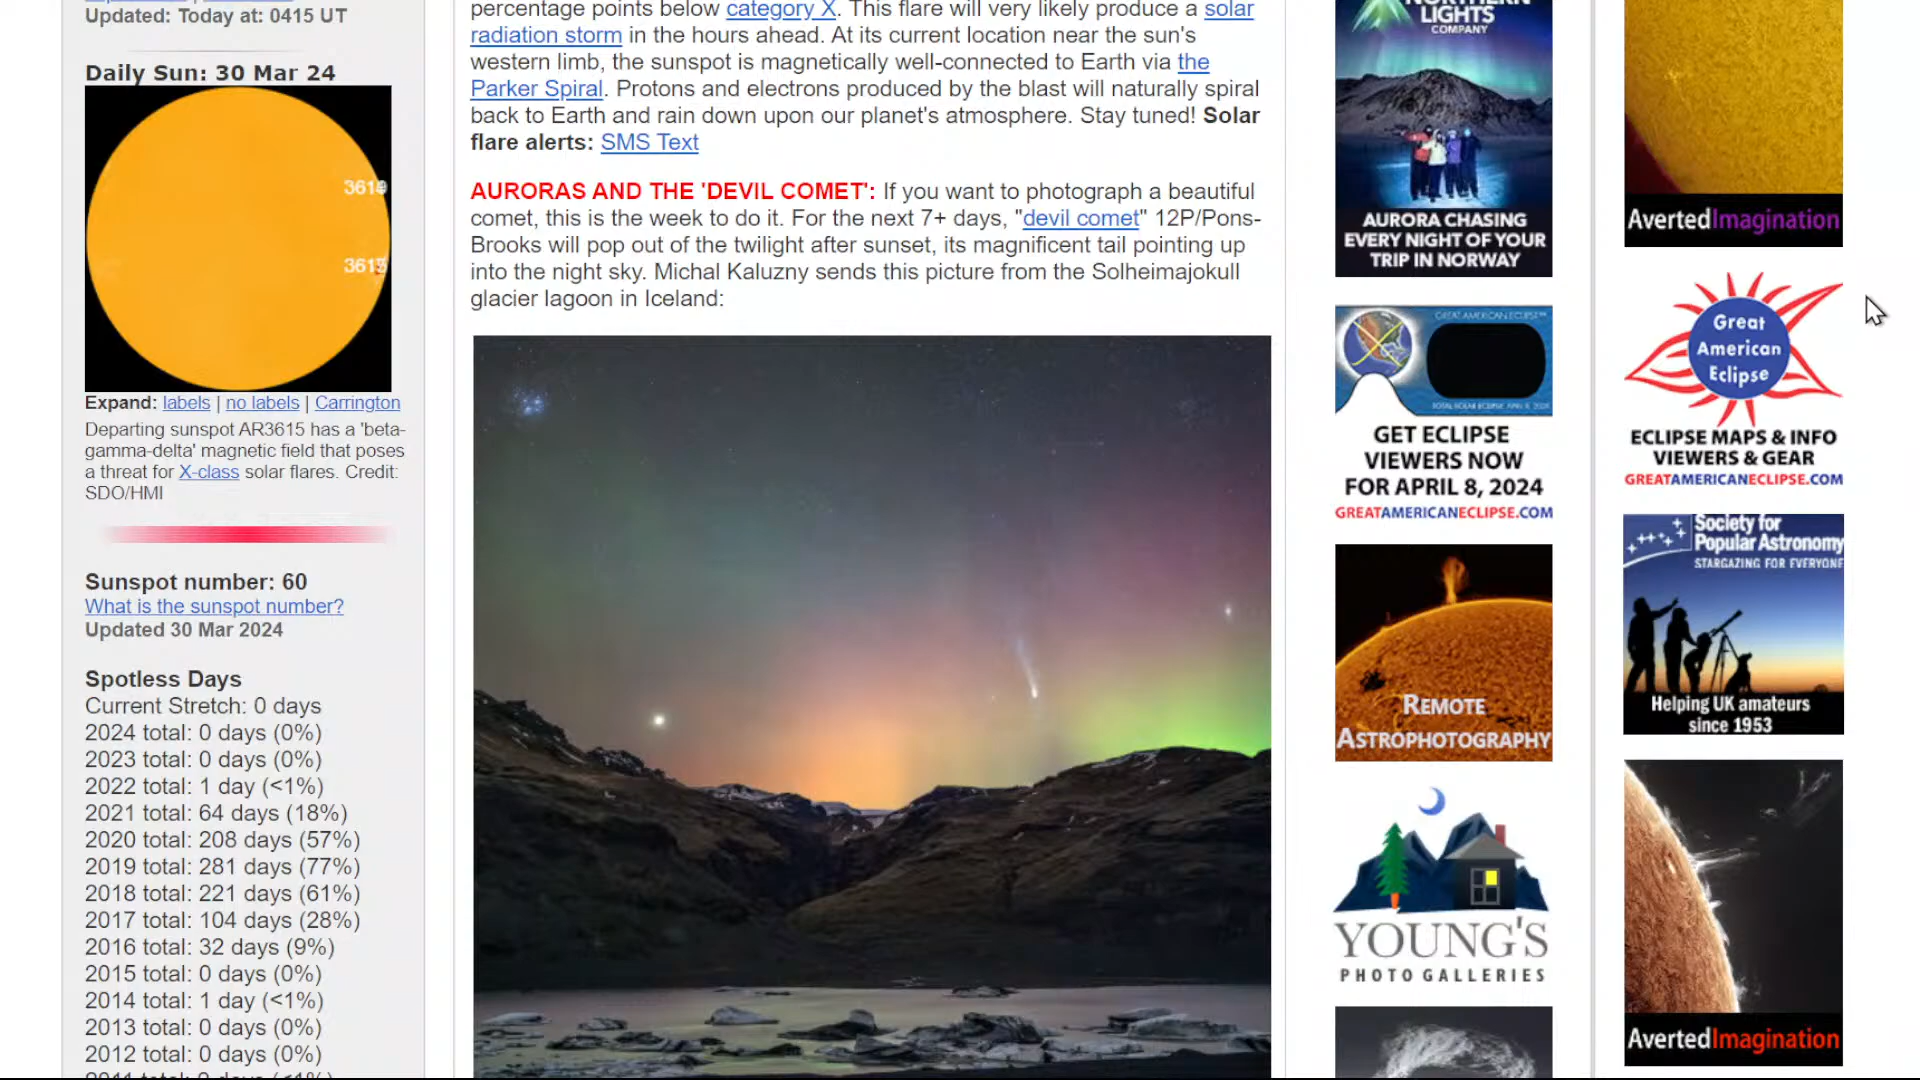 Updated: Today at: 0415 UT
Daily Sun: 30 Mar 24
3615
Expand: labels | no labels | Carrington
Departing sunspot AR3615 has a 'beta-
gamma-delta' magnetic field that poses
a threat for X-class solar flares. Credit:
SDO/HMI
Sunspot number: 60
What is the sunspot number?
Updated 30 Mar 2024
Spotless Days
Current Stretch: 0 days
2024 total: 0 days (0%)
2023 total: 0 days (0%)
2022 total: 1 day (<1%)
2021 total: 64 days (18%)
2020 total: 208 days (57%)
2019 total: 281 days (77%)
2018 total: 221 days (61%)
2017 total: 104 days (28%)
2016 total: 32 days (9%)
2015 total: 0 days (0%)
2014 total: 1 day (<1%)
2013 total: 0 days (0%)
2012 total: 0 days (0%)
percentage points below category X. This flare will very likely produce a solar
radiation storm in the hours ahead. At its current location near the sun's
western limb, the sunspot is magnetically well-connected to Earth via the
Parker Spiral. Protons and electrons produced by the blast will naturally spiral
back to Earth and rain down upon our planet's atmosphere. Stay tuned! Solar
flare alerts: SMS Text
AURORAS AND THE 'DEVIL COMET': If you want to photograph a beautiful
comet, this is the week to do it. For the next 7+ days, "devil comet" 12P/Pons-
Brooks will pop out of the twilight after sunset, its magnificent tail pointing up
into the night sky. Michal Kaluzny sends this picture from the Solheimajokull
glacier lagoon in Iceland:
NORTHERN
LIGHTS
COMPANY
AURORA CHASING
EVERY NIGHT OF YOUR
TRIP IN NORWAY
GREAT AMERICAN ECLIPSE
TOTAL SOLAR ECLIPSE, APRIL 8, 2024
GET ECLIPSE
VIEWERS NOW
FOR APRIL 8, 2024
GREATAMERICANECLIPSE.COM
REMOTE
ASTROPHOTOGRAPHY
YOUNG'S
PHOTO GALLERIES
AvertedImagination
Great
American
Eclipse
ECLIPSE MAPS & INFO
VIEWERS & GEAR
GREATAMERICANECLIPSE.COM
Society for
Popular Astronomy
STARGAZING FOR EVERYONE
Helping UK amateurs
since 1953
AvertedImagination